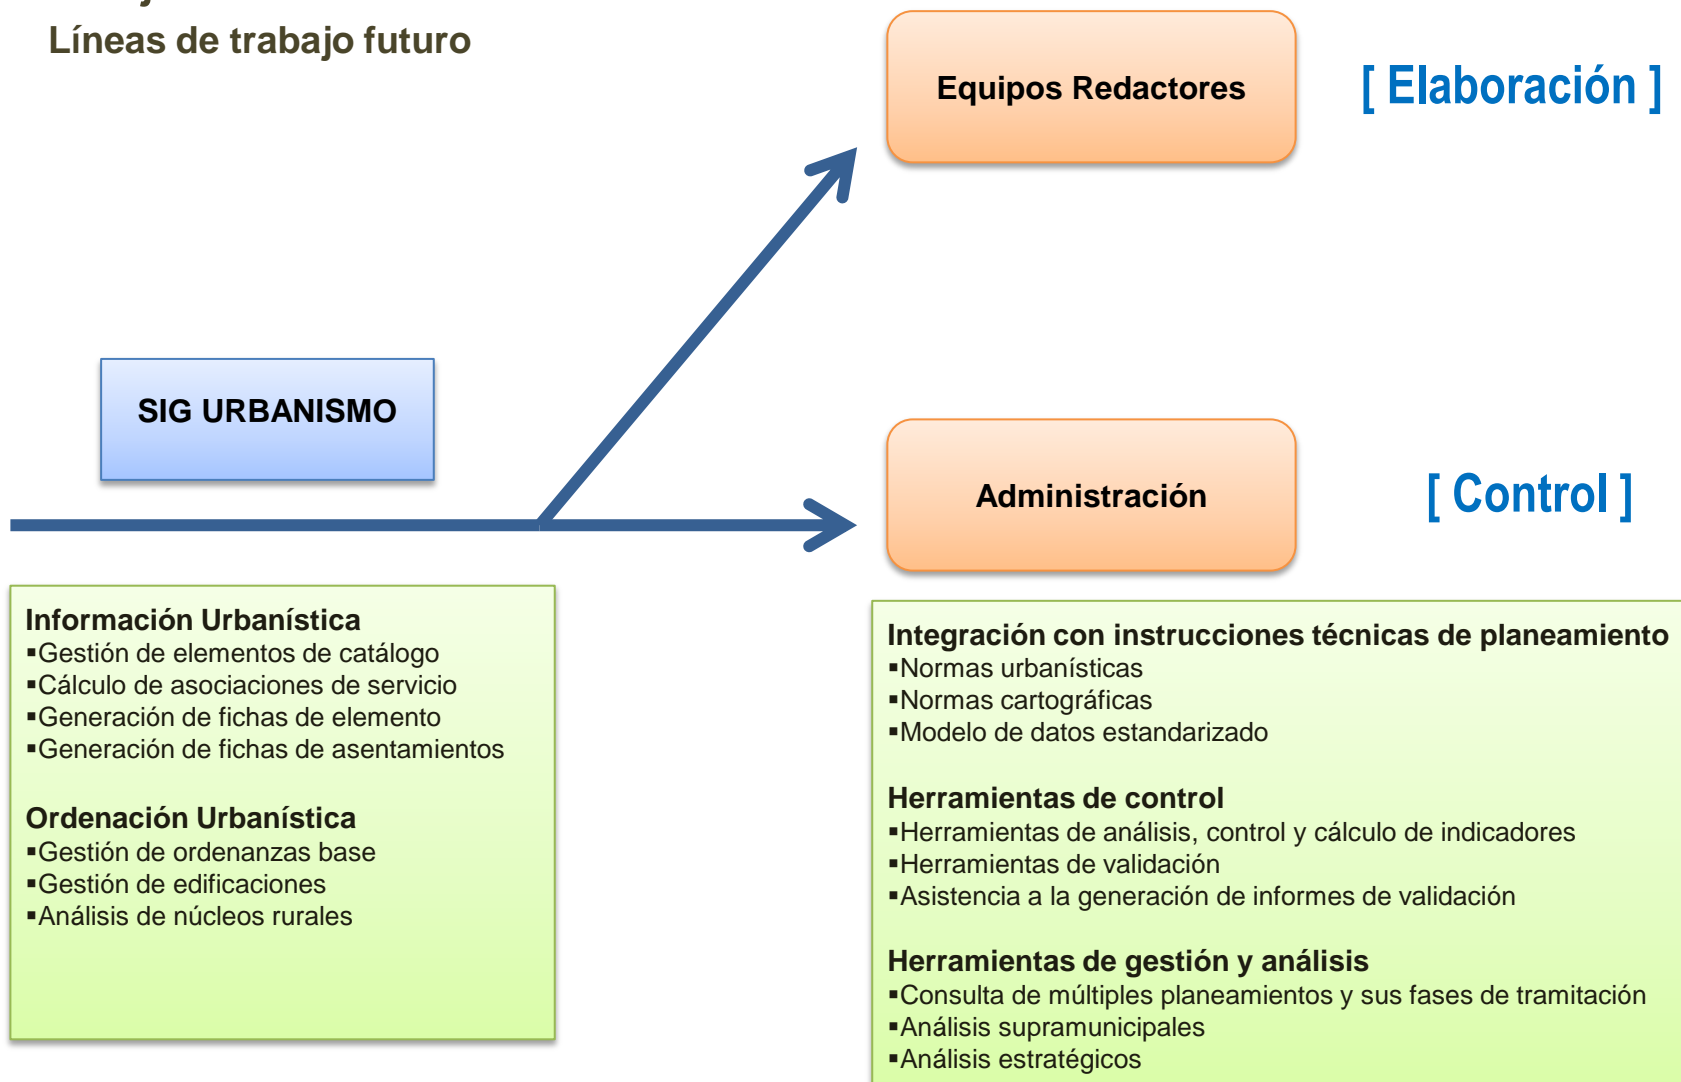 Líneas de trabajo futuro
Equipos Redactores
[ Elaboración ]
SIG URBANISMO
Administración
[ Control ]
Información Urbanística
▪Gestión de elementos de catálogo
▪Cálculo de asociaciones de servicio
▪Generación de fichas de elemento
▪Generación de fichas de asentamientos
Ordenación Urbanística
▪Gestión de ordenanzas base
▪Gestión de edificaciones
▪Análisis de núcleos rurales
Integración con instrucciones técnicas de planeamiento
▪Normas urbanísticas
▪Normas cartográficas
▪Modelo de datos estandarizado
Herramientas de control
▪Herramientas de análisis, control y cálculo de indicadores
▪Herramientas de validación
▪Asistencia a la generación de informes de validación
Herramientas de gestión y análisis
▪Consulta de múltiples planeamientos y sus fases de tramitación
▪Análisis supramunicipales
▪Análisis estratégicos